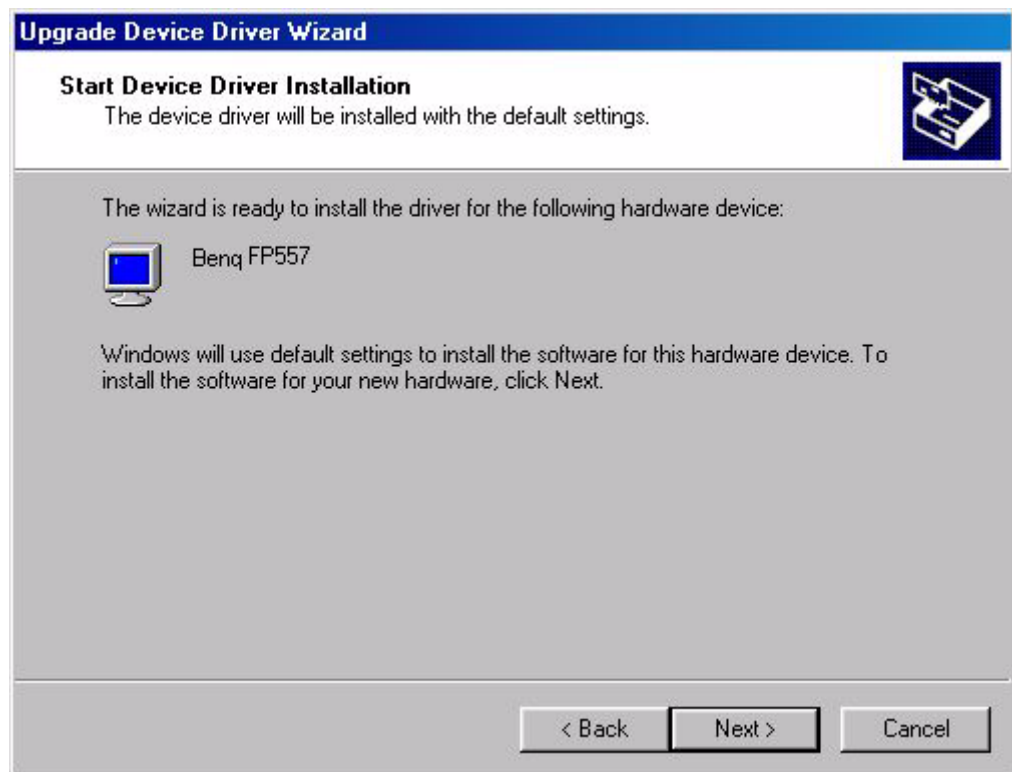 Upgrade Device Driver Wizard
Start Device Driver Installation
The device driver will be installed with the default settings.
The wizard is ready to install the driver for the following hardware device:
Benq FP557
Windows will use default settings to install the software for this hardware device. To
install the software for your new hardware, click Next.
< Back Next > Cancel